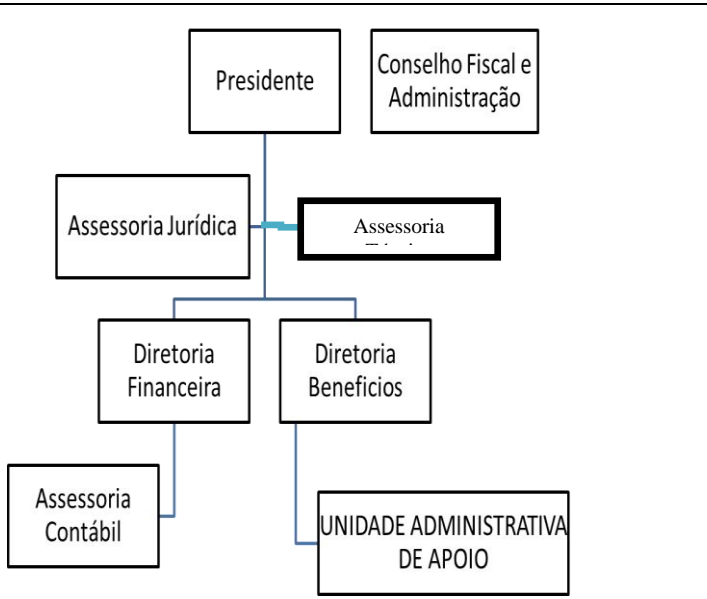 Presidente
Conselho Fiscal e
Administração
Assessoria Jurídica
Assessoria
Diretoria
Financeira
Diretoria
Beneficios
Assessoria
Contábil
UNIDADE ADMINISTRATIVA
DE APOIO